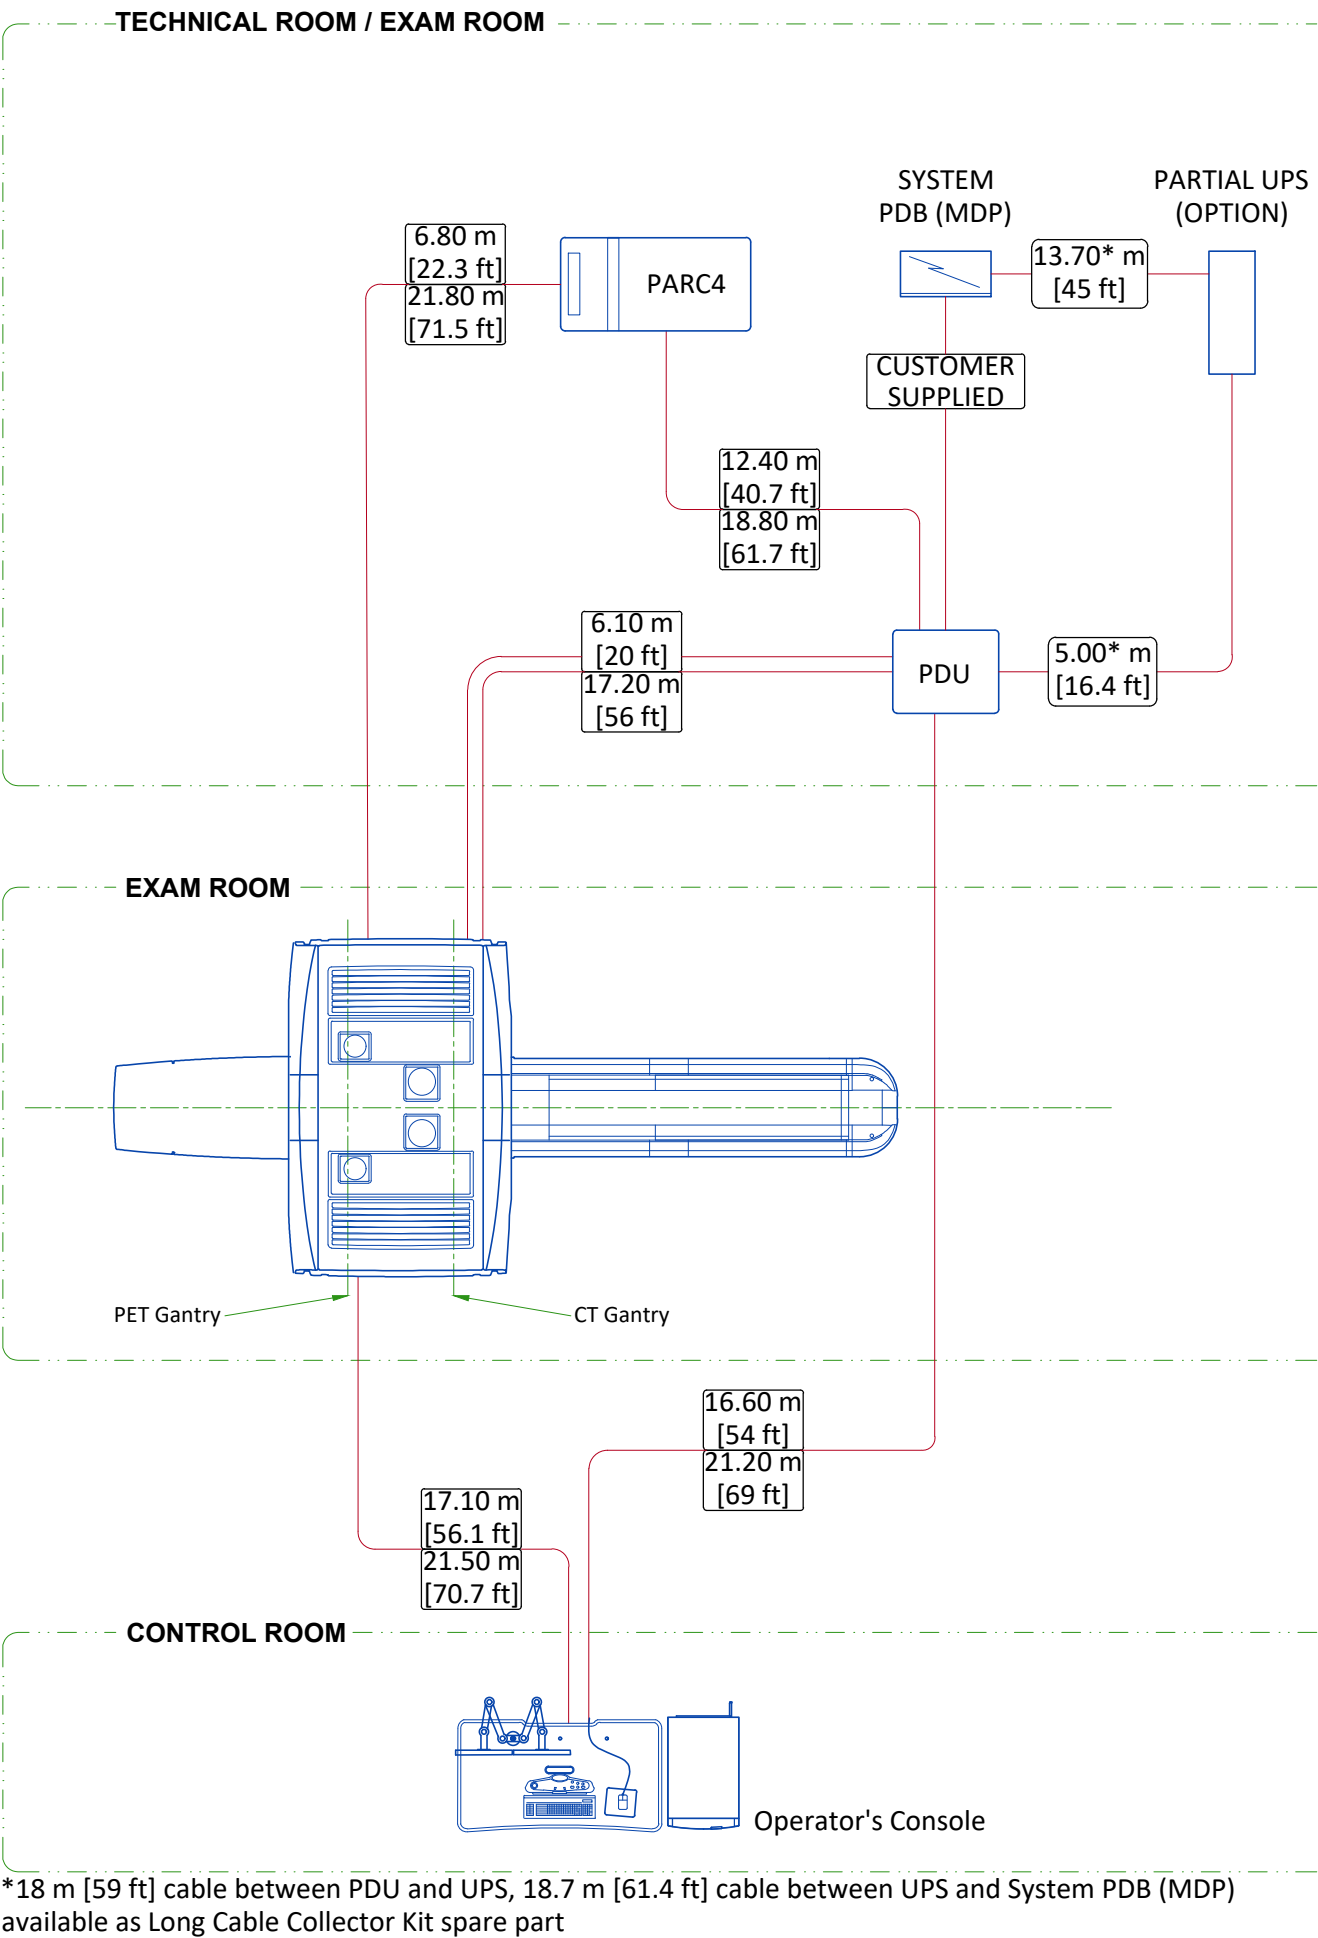 TECHNICAL ROOM / EXAM ROOM
SYSTEM
PDB (MDP)
PARTIAL UPS
(OPTION)
6.80 m
[22.3 ft]
21.80 m
[71.5 ft]
PARC4
13.70* m
[45 ft]
CUSTOMER
SUPPLIED
12.40 m
[40.7 ft]
18.80 m
[61.7 ft]
6.10 m
[20 ft]
17.20 m
[56 ft]
PDU
5.00* m
[16.4 ft]
EXAM ROOM
PET Gantry
CT Gantry
16.60 m
[54 ft]
21.20 m
[69 ft]
17.10 m
[56.1 ft]
21.50 m
[70.7 ft]
CONTROL ROOM
Operator's Console
*18 m [59 ft] cable between PDU and UPS, 18.7 m [61.4 ft] cable between UPS and System PDB (MDP)
available as Long Cable Collector Kit spare part